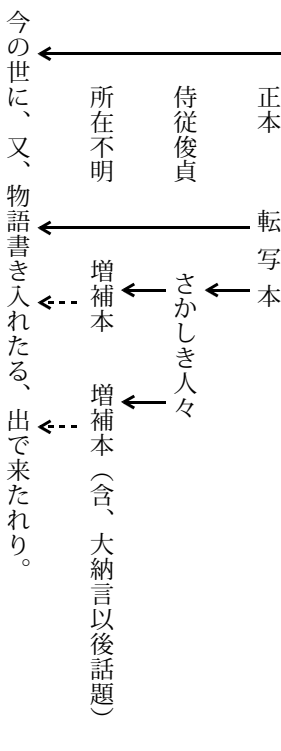 正本　転写本
侍従俊貞　さかしき人々
所在不明　増補本　増補本（含、大納言以後話題）
今の世に、又、物語書き入れたる、出で来たれり。